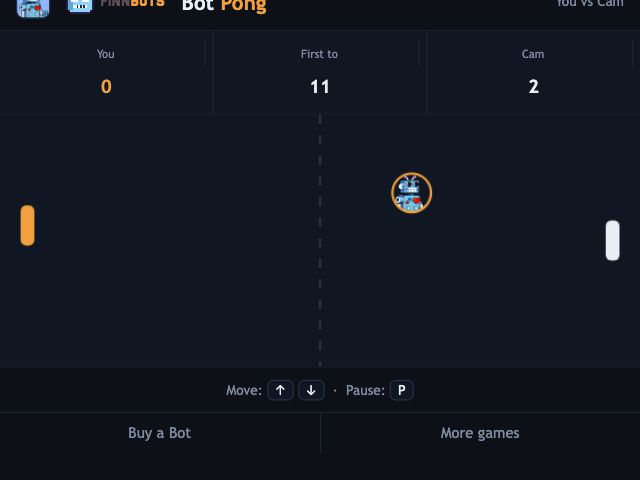 FINNBOTS Bot Pong You vs Cam
You First to Cam
0 11 2
Move: ↑ ↓ · Pause: P
Buy a Bot More games